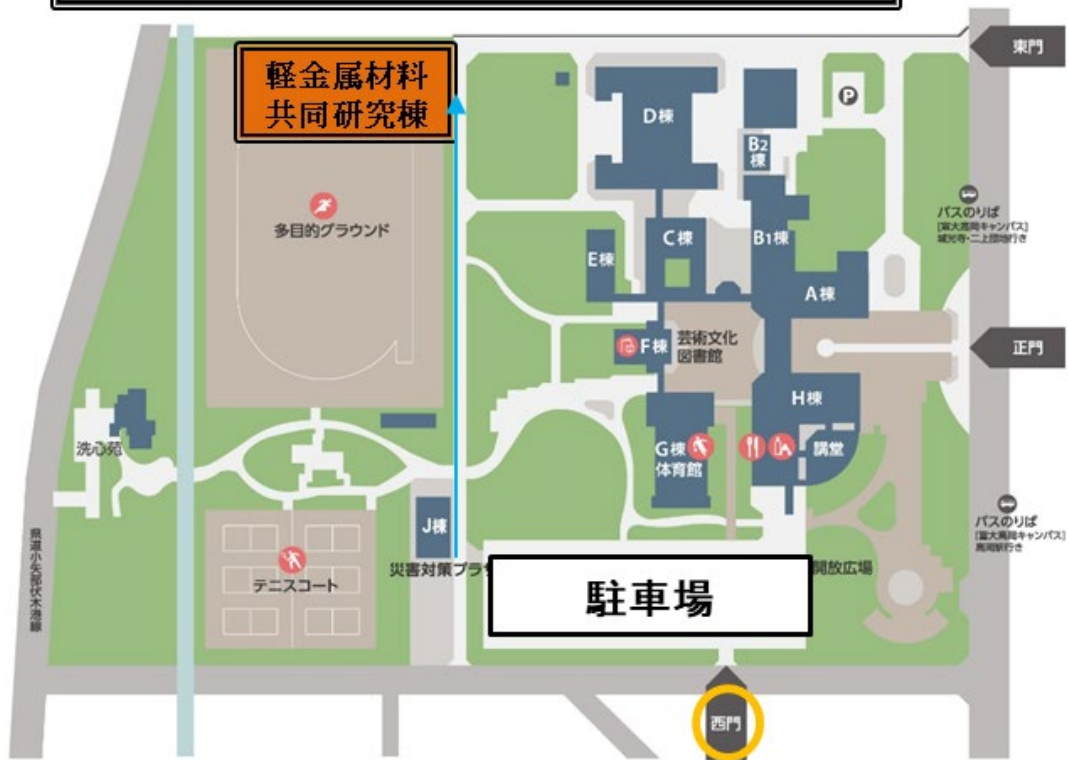 東門
軽金属材料
共同研究棟
D棟
B2
棟
バスのりば
[富大高岡キャンパス]
城光寺・二上団地行き
多目的グラウンド
C棟
B1棟
E棟
A棟
F棟
芸術文化
図書館
正門
H棟
洗心苑
G棟
体育館
講堂
J棟
バスのりば
[富大高岡キャンパス]
高岡駅行き
県道小矢部伏木港線
災害対策プラザ
開放広場
テニスコート
駐車場
西門